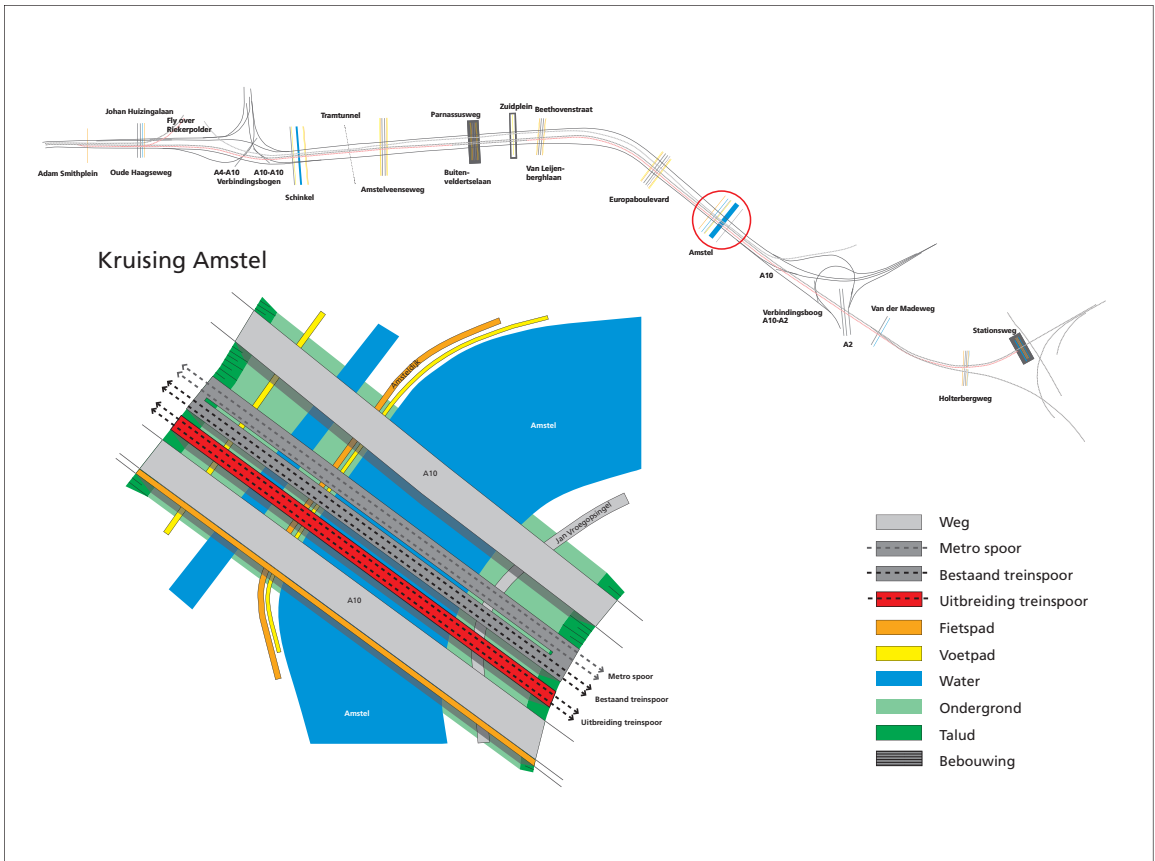 Johan Huizingalaan
Fly over
Riekerpolder
Tramtunnel
Parnassusweg
Zuidplein
Beethovenstraat
Adam Smithplein
Oude Haagseweg
A4-A10
A10-A10
Verbindingsbogen
Schinkel
Amstelveenseweg
Buiten-
veldertselaan
Van Leijen-
berghlaan
Europaboulevard
Amstel
A10
Verbindingsboog
A10-A2
A2
Van der Madeweg
Stationsweg
Holterbergweg
Kruising Amstel
Amsteldijk
Amstel
A10
Jan Vroegopsingel
A10
Amstel
Metro spoor
Bestaand treinspoor
Uitbreiding treinspoor
Weg
Metro spoor
Bestaand treinspoor
Uitbreiding treinspoor
Fietspad
Voetpad
Water
Ondergrond
Talud
Bebouwing